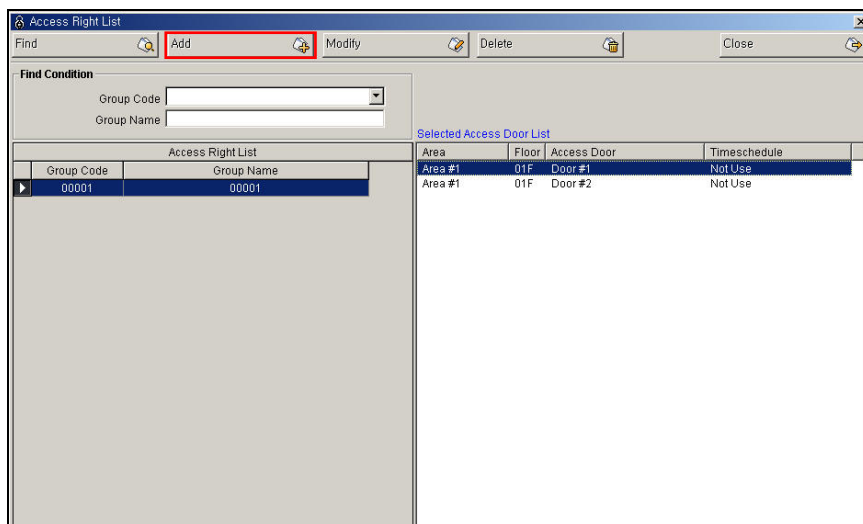 Access Right List
Find Add Modify Delete Close
Find Condition
Group Code
Group Name
Selected Access Door List
Access Right List
Group Code Group Name
00001 00001
Area Floor Access Door Timeschedule
Area #1 01F Door #1 Not Use
Area #1 01F Door #2 Not Use